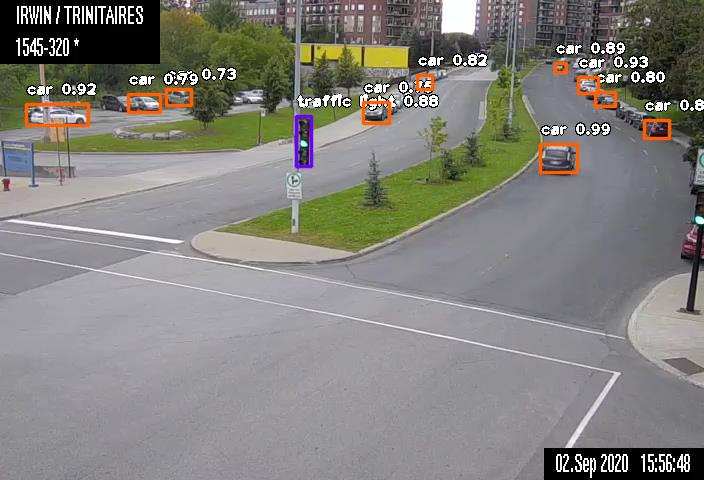 IRWIN / TRINITAIRES
1545-320 *
car 0.82
car 0.89
car 0.93
car 0.80
car 0.79
0.73
car 0.92
traffic light 0.88
car 0.99
02.Sep 2020 15:56:48